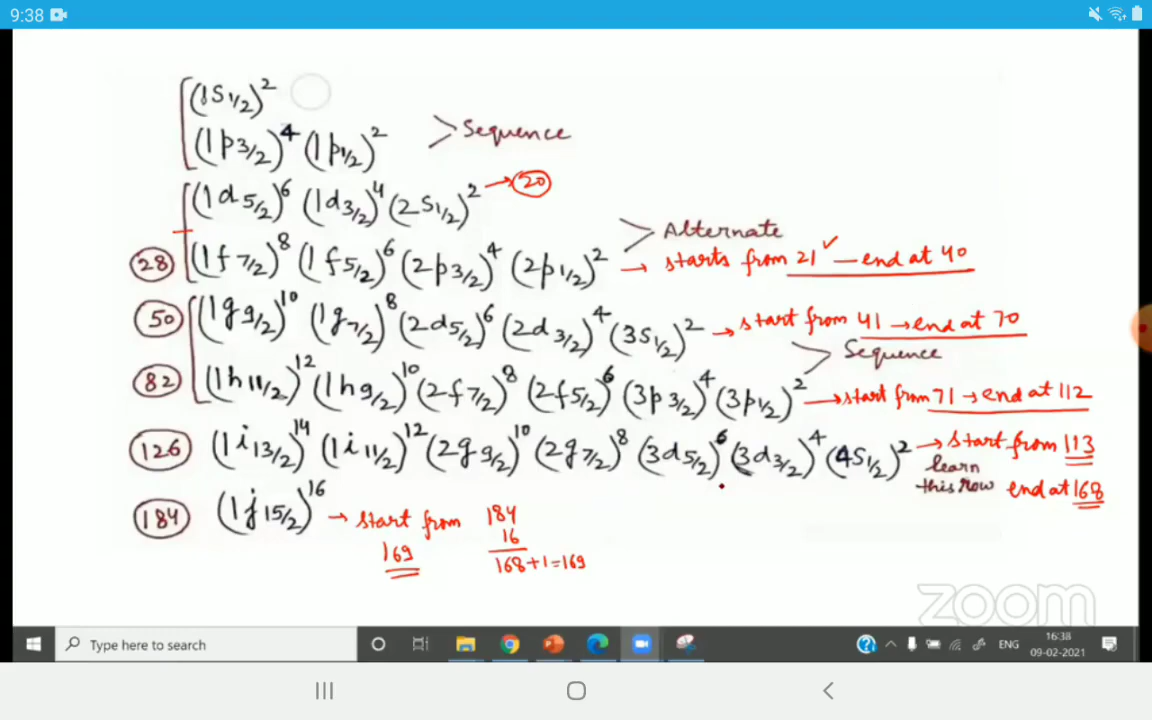 9:38
(1S1/2)²
(1p3/2)⁴ (1p1/2)² > Sequence
(1d5/2)⁶ (1d3/2)⁴ (2S1/2)² → 20
> Alternate
28 (1f7/2)⁸ (1f5/2)⁶ (2p3/2)⁴ (2p1/2)² → starts from 21 ✓ — end at 40
50 (1g9/2)¹⁰ (1g7/2)⁸ (2d5/2)⁶ (2d3/2)⁴ (3S1/2)² → start from 41 → end at 70
> Sequence
82 (1h11/2)¹² (1h9/2)¹⁰ (2f7/2)⁸ (2f5/2)⁶ (3p3/2)⁴ (3p1/2)² → start from 71 → end at 112
126 (1i13/2)¹⁴ (1i11/2)¹² (2g9/2)¹⁰ (2g7/2)⁸ (3d5/2)⁶ (3d3/2)⁴ (4S1/2)² → start from 113
learn
this row end at 168
184 (1j15/2)¹⁶ → start from 184
169 16
168+1=169
zoom
Type here to search
ENG
16:38
09-02-2021